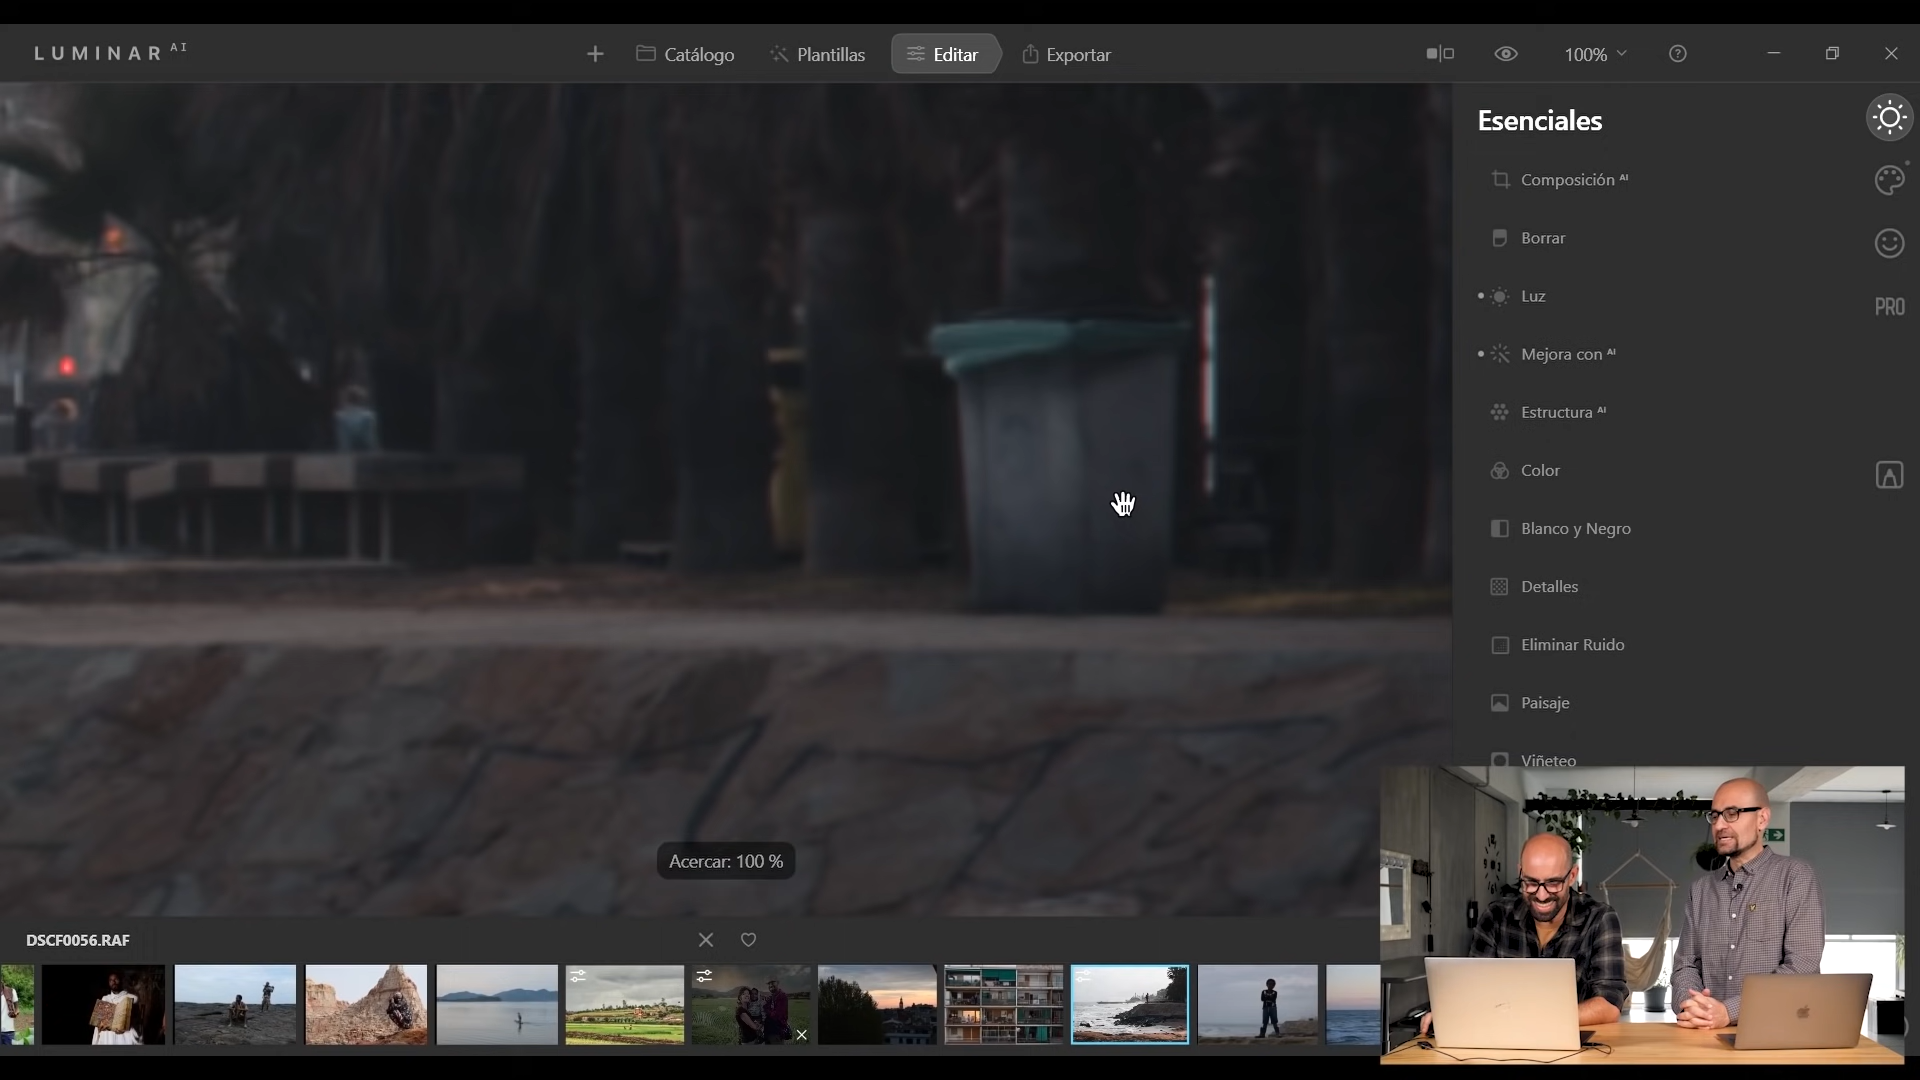 LUMINAR AI
Catálogo
Plantillas
Editar
Exportar
100%
Esenciales
Composición AI
Borrar
Luz
PRO
Mejora con AI
Estructura AI
Color
Blanco y Negro
Detalles
Eliminar Ruido
Paisaje
Viñeteo
Acercar: 100 %
DSCF0056.RAF